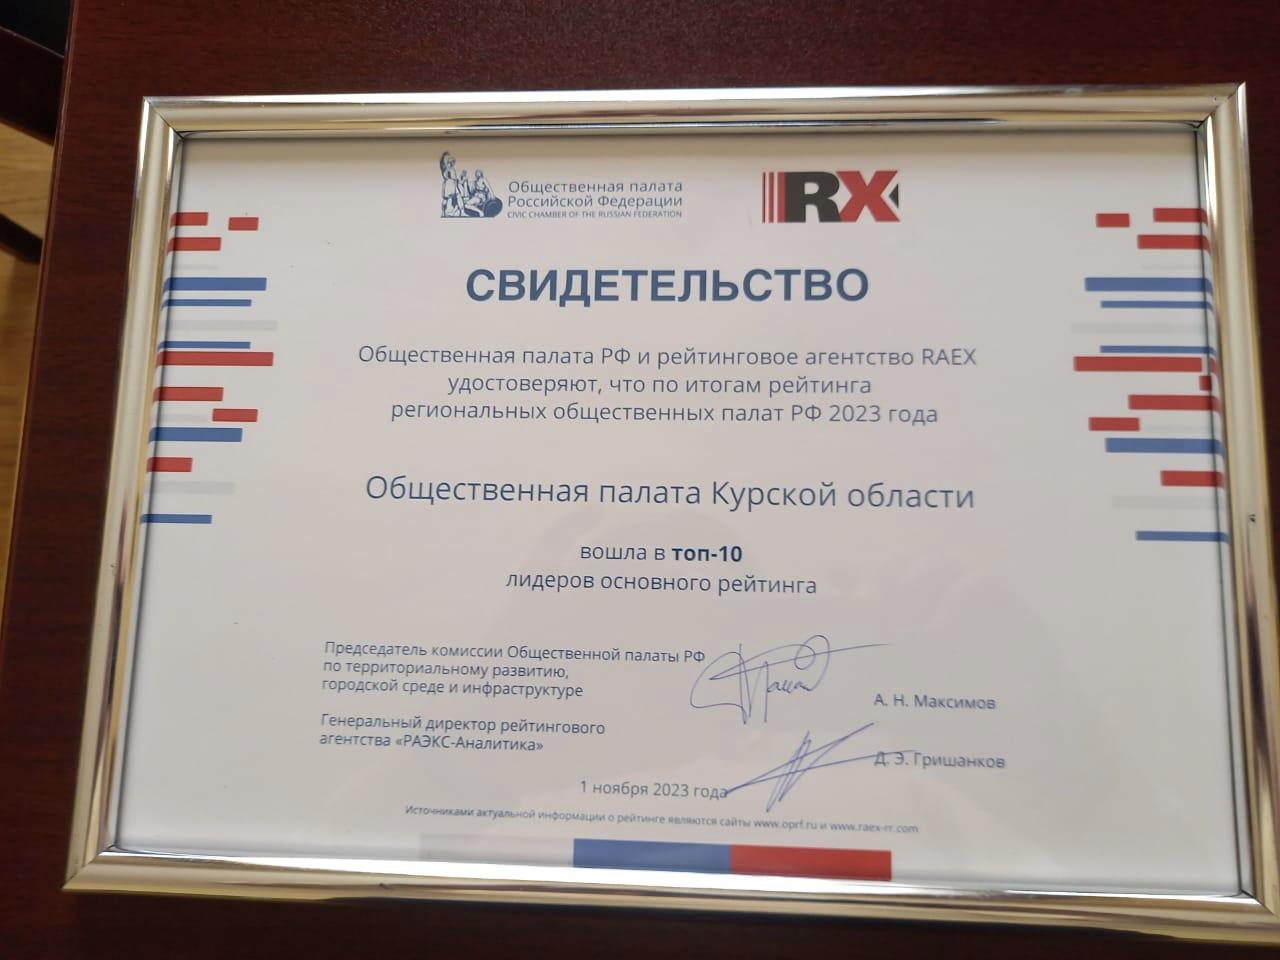 Общественная палата
Российской Федерации
CIVIC CHAMBER OF THE RUSSIAN FEDERATION
RX
СВИДЕТЕЛЬСТВО
Общественная палата РФ и рейтинговое агентство RAEX
удостоверяют, что по итогам рейтинга
региональных общественных палат РФ 2023 года
Общественная палата Курской области
вошла в топ-10
лидеров основного рейтинга
Председатель комиссии Общественной палаты РФ
по территориальному развитию,
городской среде и инфраструктуре
А. Н. Максимов
Генеральный директор рейтингового
агентства «РАЭКС-Аналитика»
Д. Э. Гришанков
1 ноября 2023 года
Источниками актуальной информации о рейтинге являются сайты www.oprf.ru и www.raex-rr.com